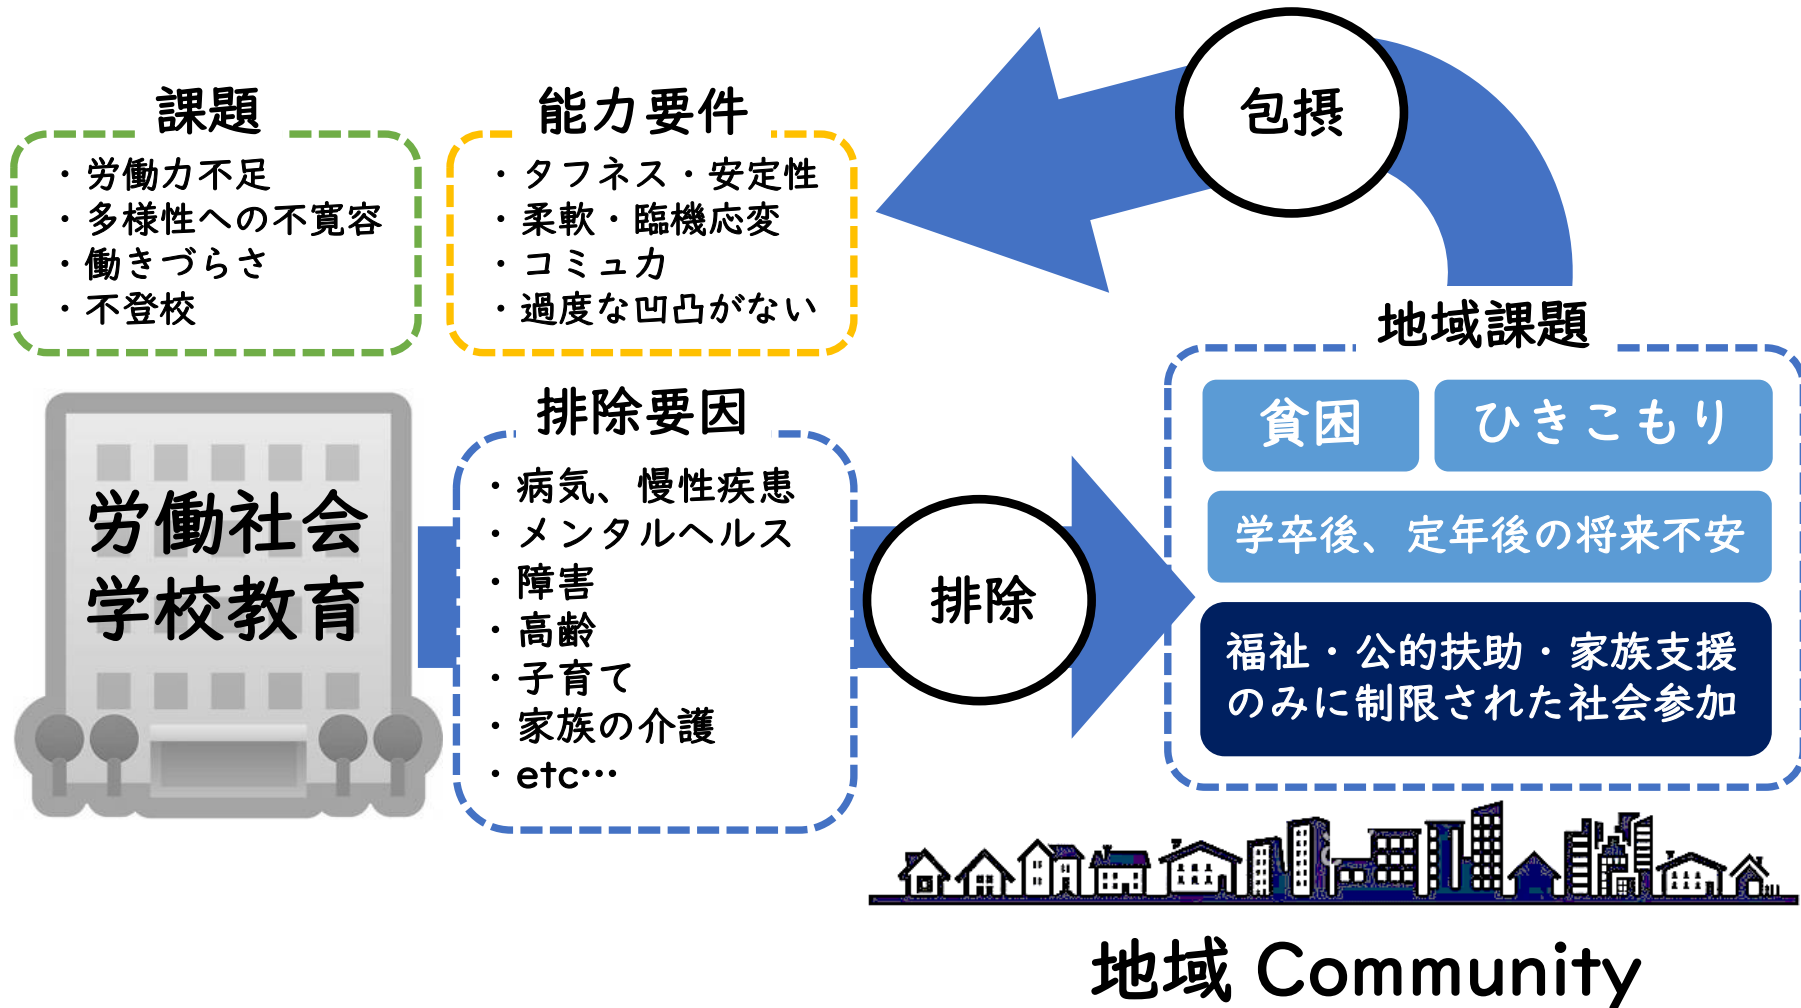 課題
・労働力不足
・多様性への不寛容
・働きづらさ
・不登校
能力要件
・タフネス・安定性
・柔軟・臨機応変
・コミュ力
・過度な凹凸がない
包摂
労働社会
学校教育
排除要因
・病気、慢性疾患
・メンタルヘルス
・障害
・高齢
・子育て
・家族の介護
・etc…
排除
地域課題
貧困
ひきこもり
学卒後、定年後の将来不安
福祉・公的扶助・家族支援
のみに制限された社会参加
地域 Community